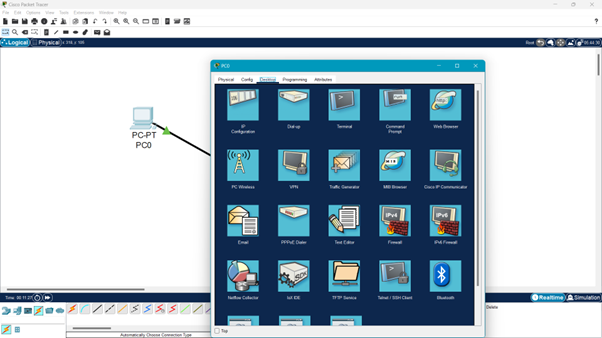 Cisco Packet Tracer
File Edit Options View Tools Extensions Window Help
Logical Physical x: 318, y: 108
Root
PC0
Physical Config Desktop Programming Attributes
IP Configuration
Dial-up
Terminal
Command Prompt
Web Browser
PC Wireless
VPN
Traffic Generator
MIB Browser
Cisco IP Communicator
Email
PPPoE Dialer
Text Editor
IPv4
Firewall
IPv6
IPv6 Firewall
Netflow Collector
IoT IDE
TFTP Service
Telnet / SSH Client
Bluetooth
Top
PC-PT
PC0
Time: 00:11:27
Realtime Simulation
Delete
Automatically Choose Connection Type